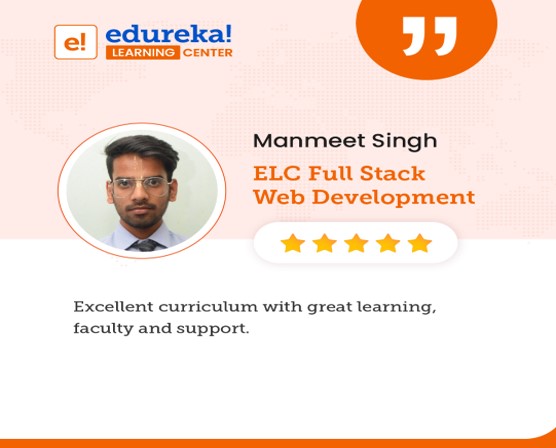 e! edureka!
LEARNING CENTER
Manmeet Singh
ELC Full Stack
Web Development
Excellent curriculum with great learning,
faculty and support.